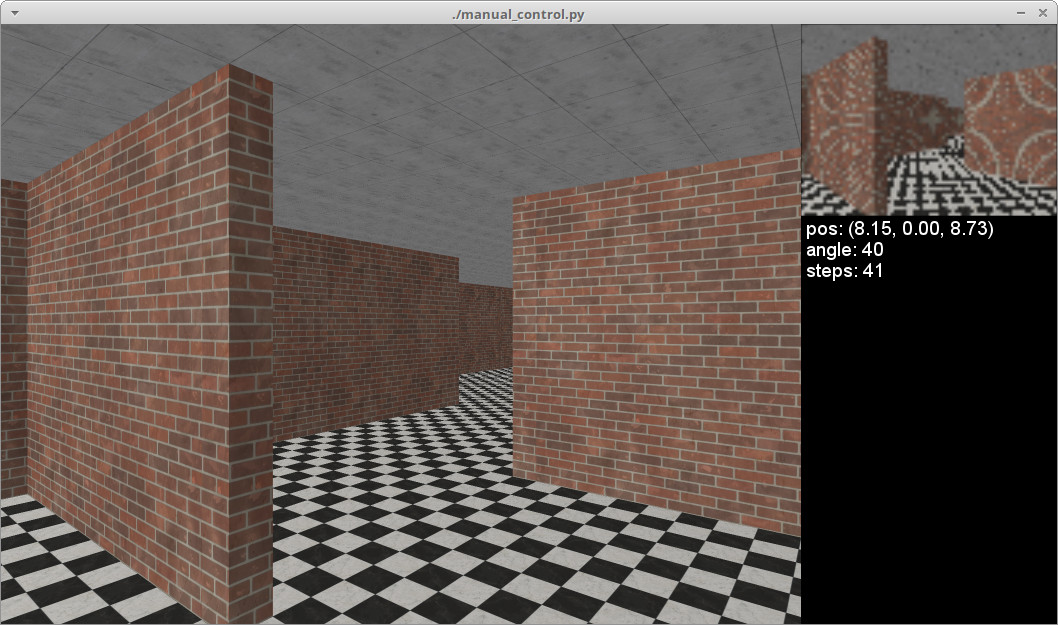 ./manual_control.py
pos: (8.15, 0.00, 8.73)
angle: 40
steps: 41